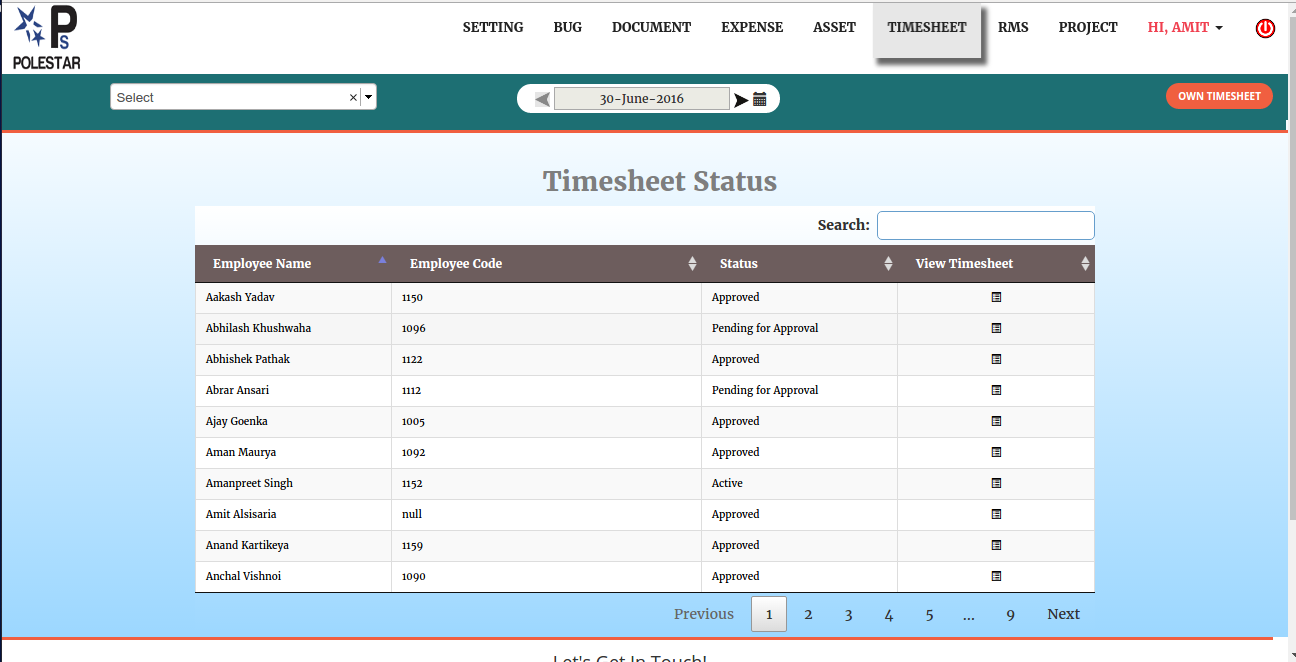 PS
POLESTAR
SETTING BUG DOCUMENT EXPENSE ASSET TIMESHEET RMS PROJECT HI, AMIT
Select × 30-June-2016 OWN TIMESHEET
Timesheet Status
Search:
Employee Name Employee Code Status View Timesheet
Aakash Yadav 1150 Approved
Abhilash Khushwaha 1096 Pending for Approval
Abhishek Pathak 1122 Approved
Abrar Ansari 1112 Pending for Approval
Ajay Goenka 1005 Approved
Aman Maurya 1092 Approved
Amanpreet Singh 1152 Active
Amit Alsisaria null Approved
Anand Kartikeya 1159 Approved
Anchal Vishnoi 1090 Approved
Previous 1 2 3 4 5 ... 9 Next
Let's Get In Touch!